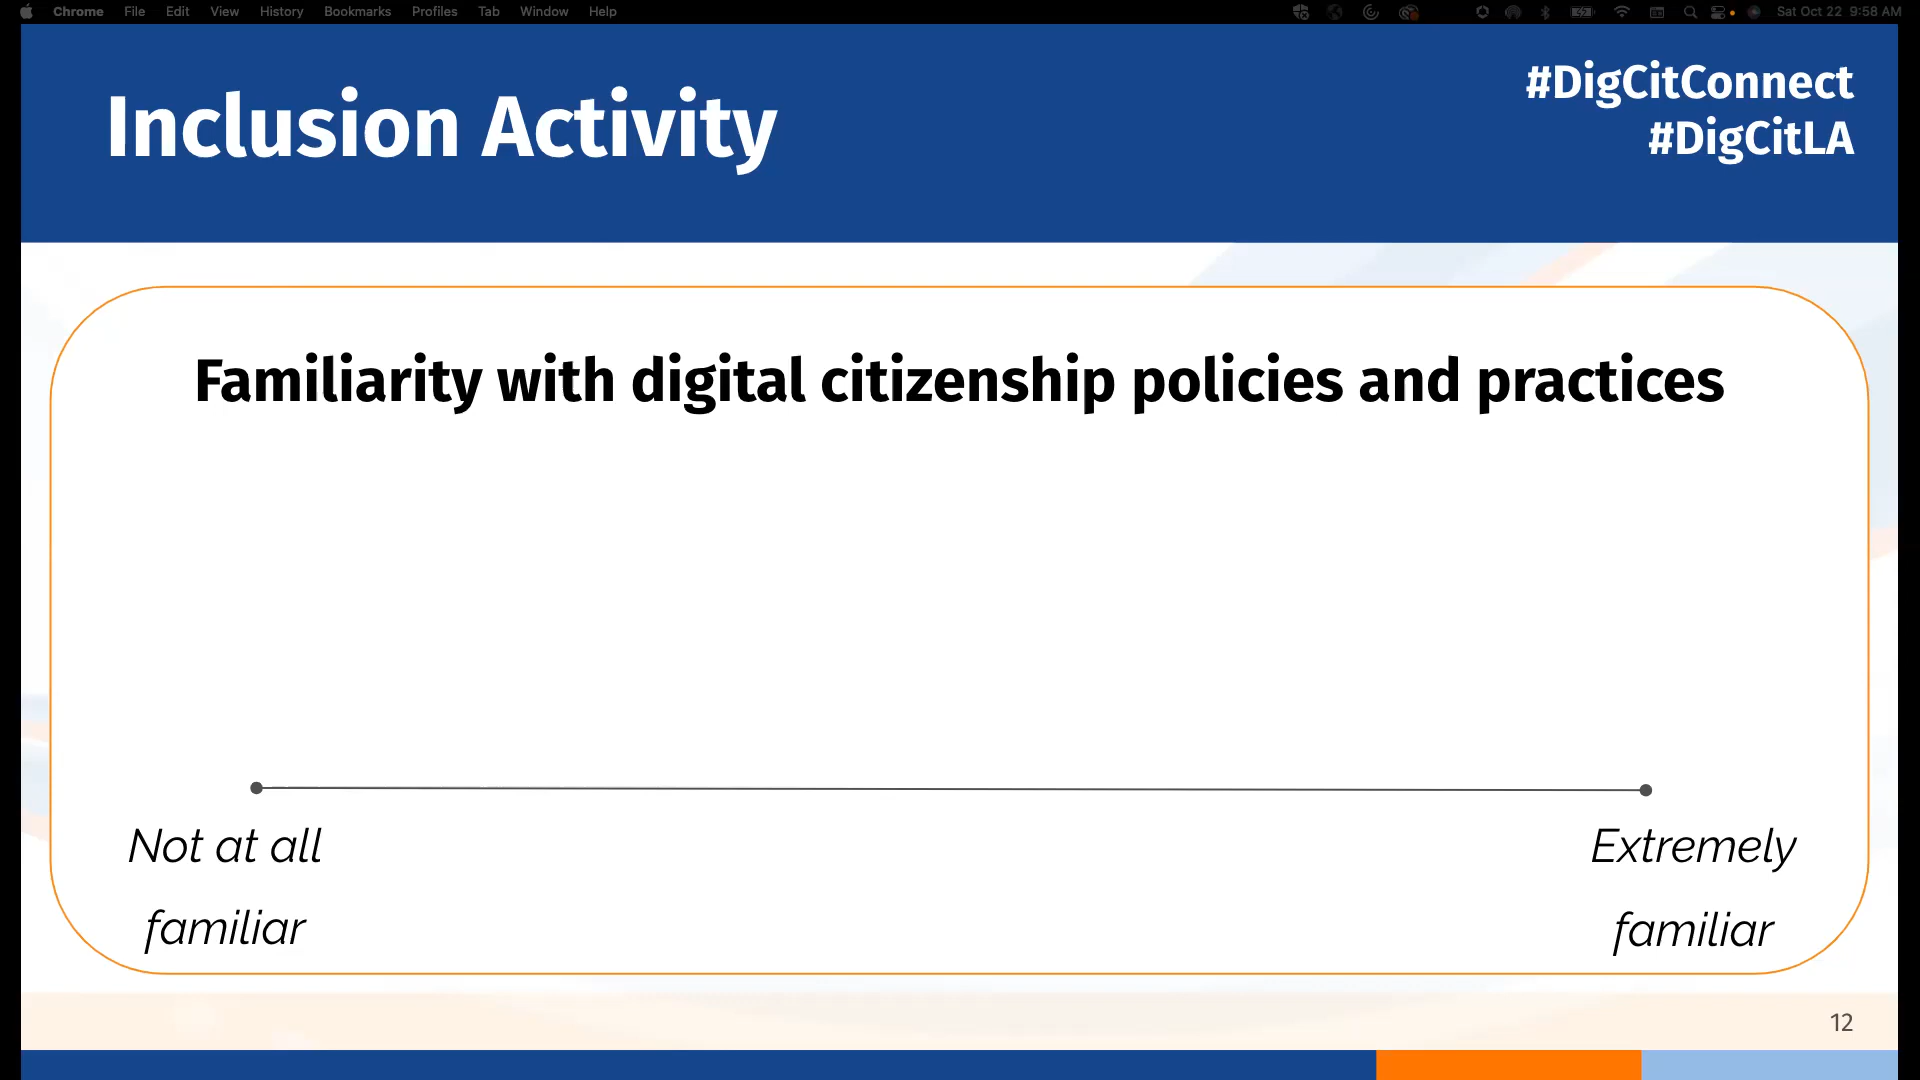 Chrome File Edit View History Bookmarks Profiles Tab Window Help Sat Oct 22 9:58 AM
Inclusion Activity
#DigCitConnect
#DigCitLA
Familiarity with digital citizenship policies and practices
Not at all
familiar
Extremely
familiar
12